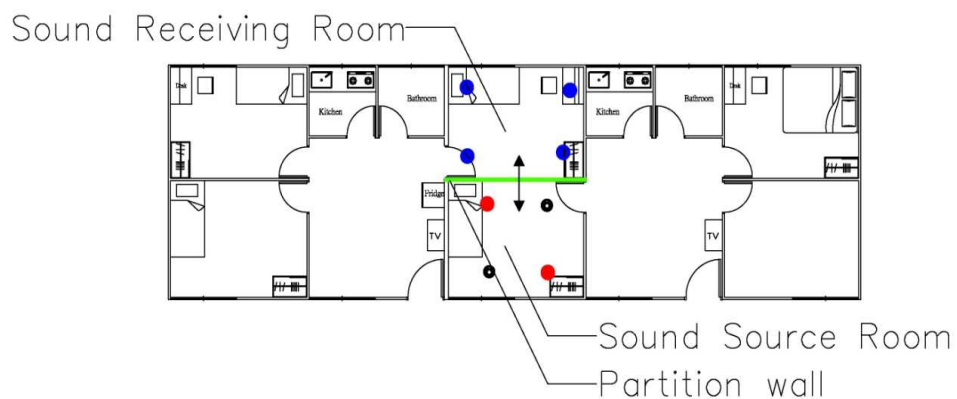 Sound Receiving Room
Desk
Kitchen
Bathroom
Kitchen
Bathroom
Desk
Fridge
TV
TV
Sound Source Room
Partition wall